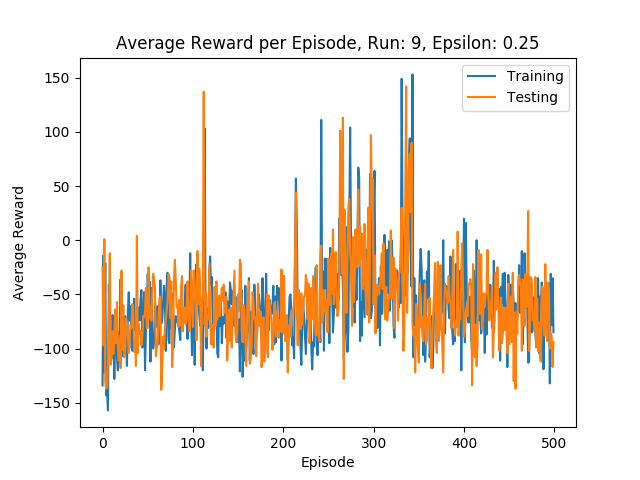 Average Reward per Episode, Run: 9, Epsilon: 0.25
Training
Testing
150
100
50
0
−50
−100
−150
Average Reward
0 100 200 300 400 500
Episode